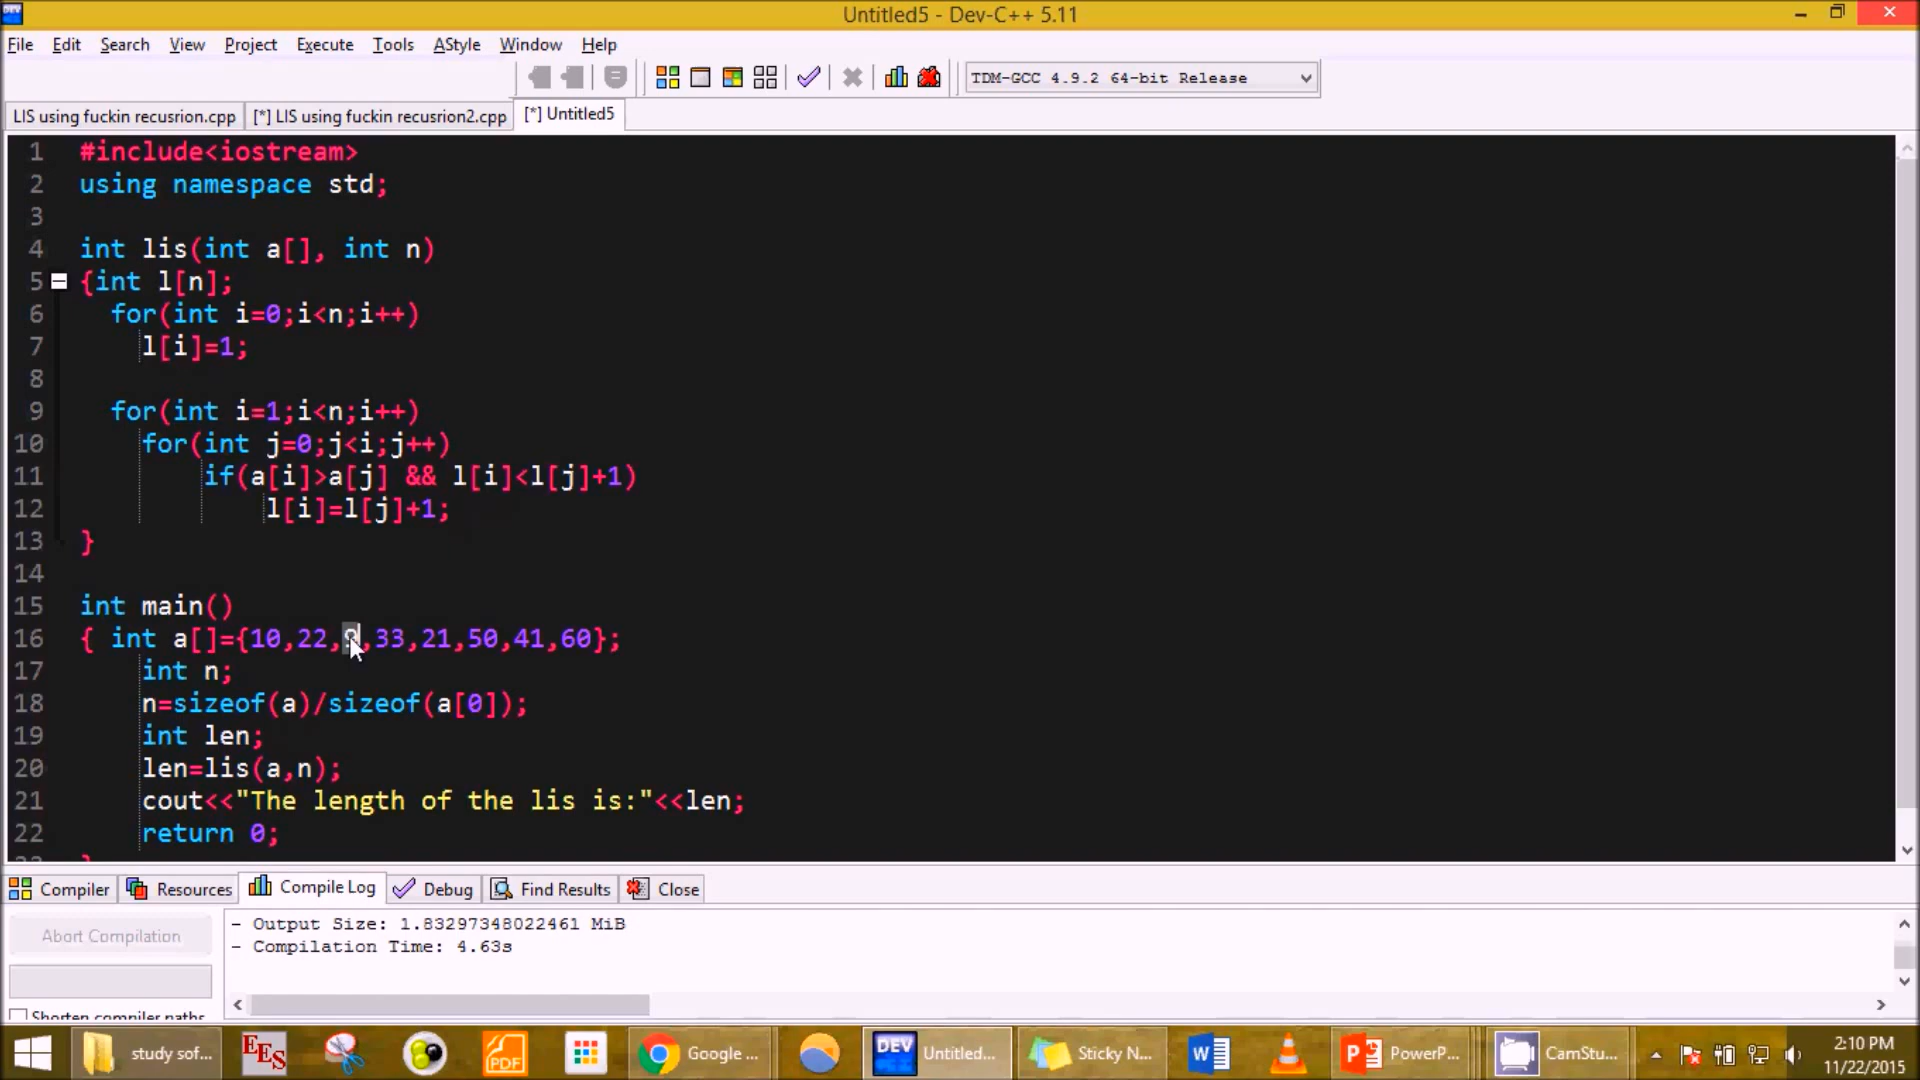 Untitled5 - Dev-C++ 5.11
File Edit Search View Project Execute Tools AStyle Window Help
TDM-GCC 4.9.2 64-bit Release
LIS using fuckin recusrion.cpp [*] LIS using fuckin recusrion2.cpp [*] Untitled5
1 #include<iostream>
2 using namespace std;
3
4 int lis(int a[], int n)
5 {int l[n];
6 for(int i=0;i<n;i++)
7 l[i]=1;
8
9 for(int i=1;i<n;i++)
10 for(int j=0;j<i;j++)
11 if(a[i]>a[j] && l[i]<l[j]+1)
12 l[i]=l[j]+1;
13 }
14
15 int main()
16 { int a[]={10,22,9,33,21,50,41,60};
17 int n;
18 n=sizeof(a)/sizeof(a[0]);
19 int len;
20 len=lis(a,n);
21 cout<<"The length of the lis is:"<<len;
22 return 0;
Compiler Resources Compile Log Debug Find Results Close
Abort Compilation
- Output Size: 1.83297348022461 MiB
- Compilation Time: 4.63s
Shorten compiler paths
study sof... EES PDF Google ... DEV Untitled... Sticky N... PowerP... CamStu...
2:10 PM
11/22/2015